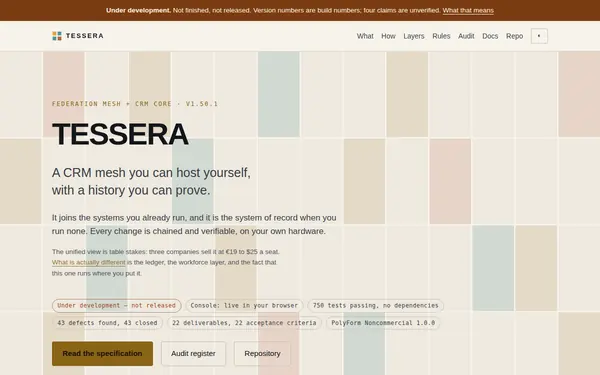 Under development. Not finished, not released. Version numbers are build numbers; four claims are unverified. What that means
TESSERA
What How Layers Rules Audit Docs Repo
FEDERATION MESH + CRM CORE · V1.50.1
TESSERA
A CRM mesh you can host yourself,
with a history you can prove.
It joins the systems you already run, and it is the system of record when you
run none. Every change is chained and verifiable, on your own hardware.
The unified view is table stakes: three companies sell it at €19 to $25 a seat.
What is actually different is the ledger, the workforce layer, and the fact that
this one runs where you put it.
Under development — not released
Console: live in your browser
750 tests passing, no dependencies
43 defects found, 43 closed
22 deliverables, 22 acceptance criteria
PolyForm Noncommercial 1.0.0
Read the specification
Audit register
Repository